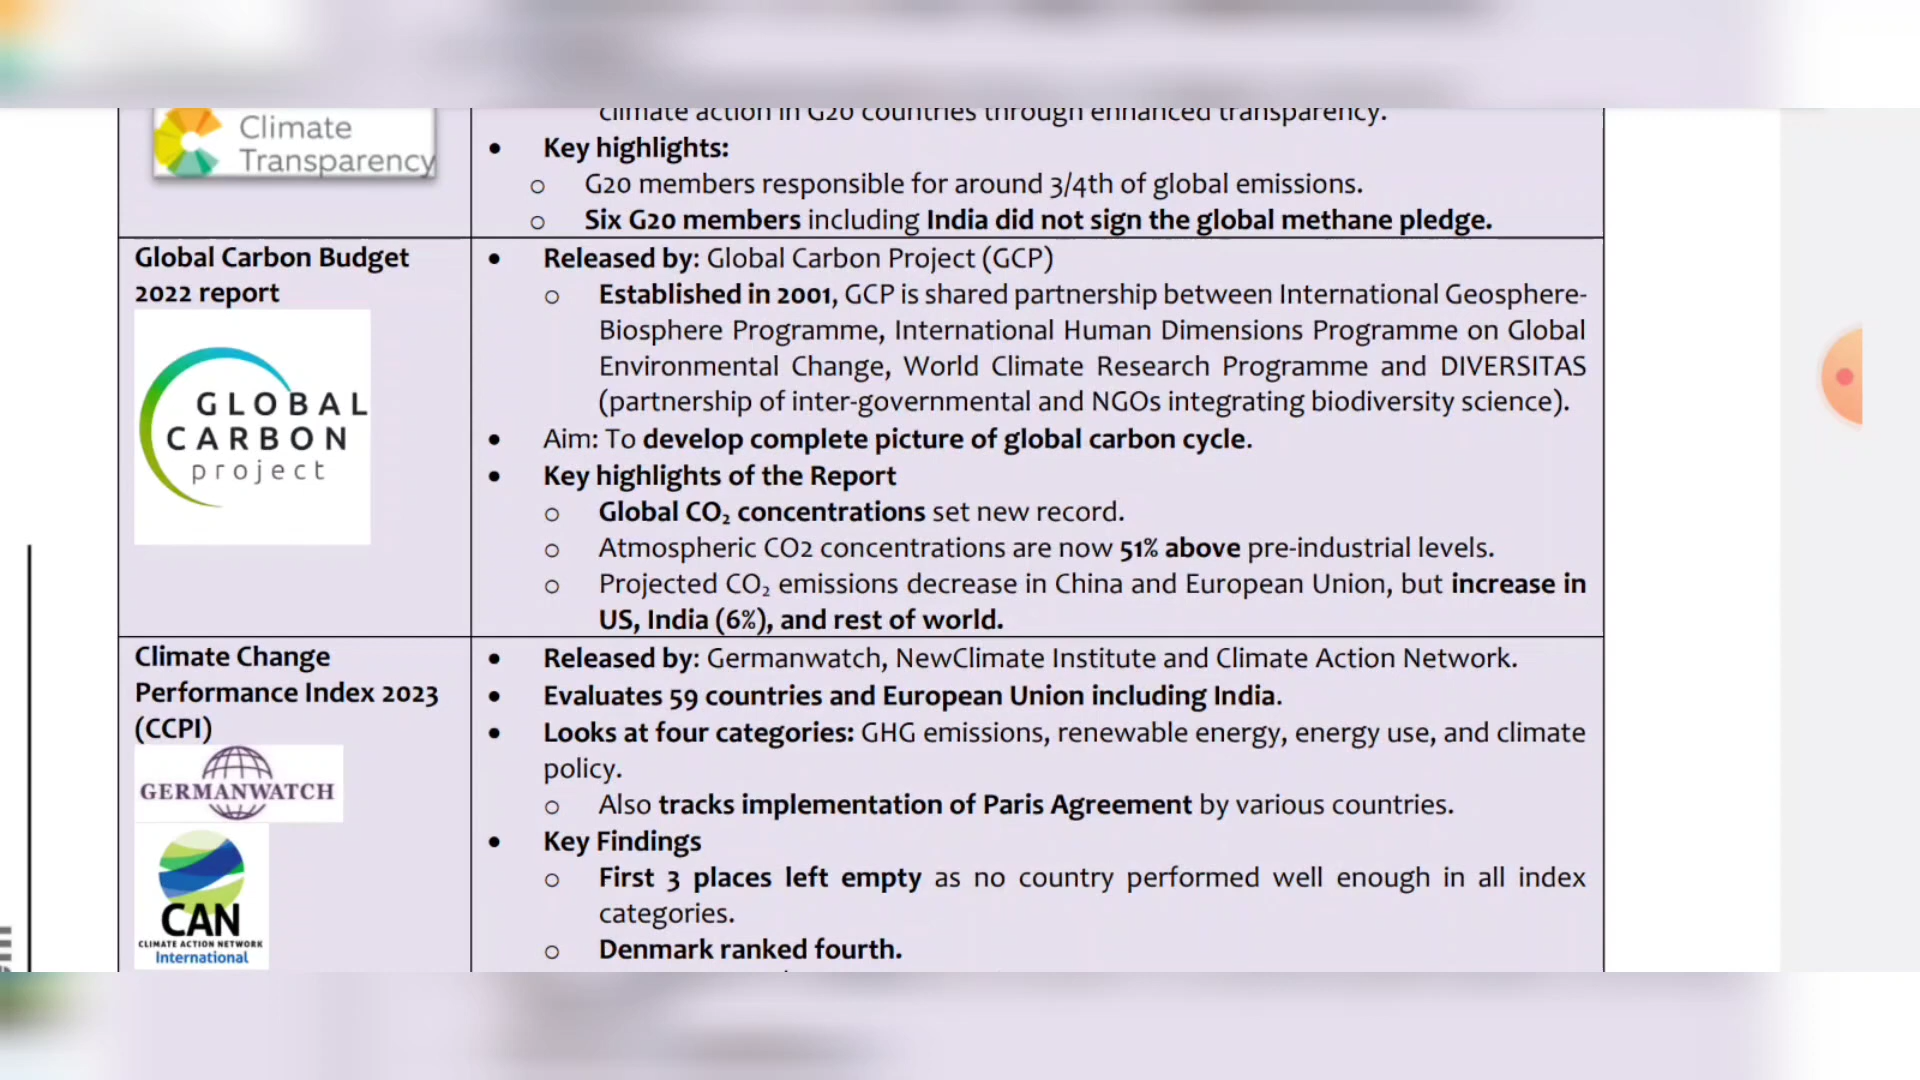 Climate
Transparency
climate action in G20 countries through enhanced transparency.
• Key highlights:
o G20 members responsible for around 3/4th of global emissions.
o Six G20 members including India did not sign the global methane pledge.
Global Carbon Budget
2022 report
GLOBAL
CARBON
project
• Released by: Global Carbon Project (GCP)
o Established in 2001, GCP is shared partnership between International Geosphere-
Biosphere Programme, International Human Dimensions Programme on Global
Environmental Change, World Climate Research Programme and DIVERSITAS
(partnership of inter-governmental and NGOs integrating biodiversity science).
• Aim: To develop complete picture of global carbon cycle.
• Key highlights of the Report
o Global CO₂ concentrations set new record.
o Atmospheric CO2 concentrations are now 51% above pre-industrial levels.
o Projected CO₂ emissions decrease in China and European Union, but increase in
US, India (6%), and rest of world.
Climate Change
Performance Index 2023
(CCPI)
GERMANWATCH
CAN
CLIMATE ACTION NETWORK
International
• Released by: Germanwatch, NewClimate Institute and Climate Action Network.
• Evaluates 59 countries and European Union including India.
• Looks at four categories: GHG emissions, renewable energy, energy use, and climate
policy.
o Also tracks implementation of Paris Agreement by various countries.
• Key Findings
o First 3 places left empty as no country performed well enough in all index
categories.
o Denmark ranked fourth.